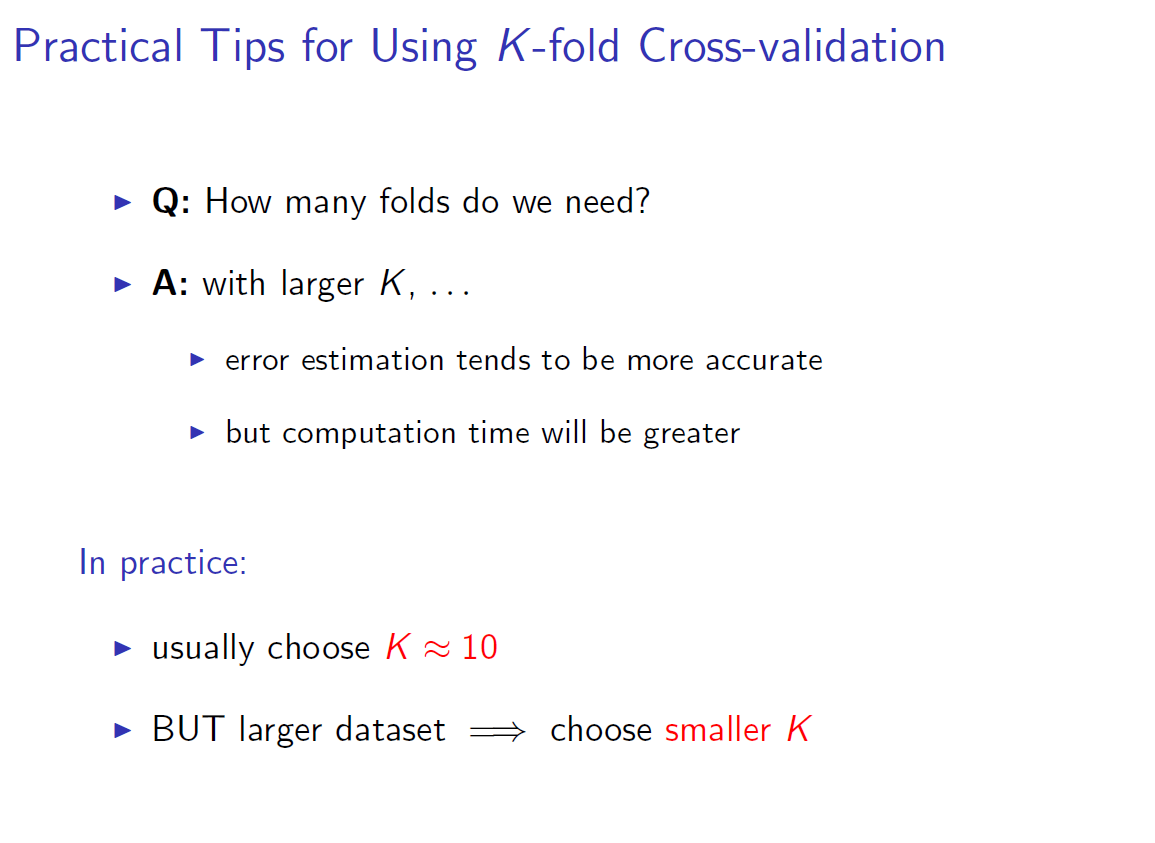 Practical Tips for Using K-fold Cross-validation
▶ Q: How many folds do we need?
▶ A: with larger K, . . .
▶ error estimation tends to be more accurate
▶ but computation time will be greater
In practice:
▶ usually choose K ≈ 10
▶ BUT larger dataset ⟹ choose smaller K